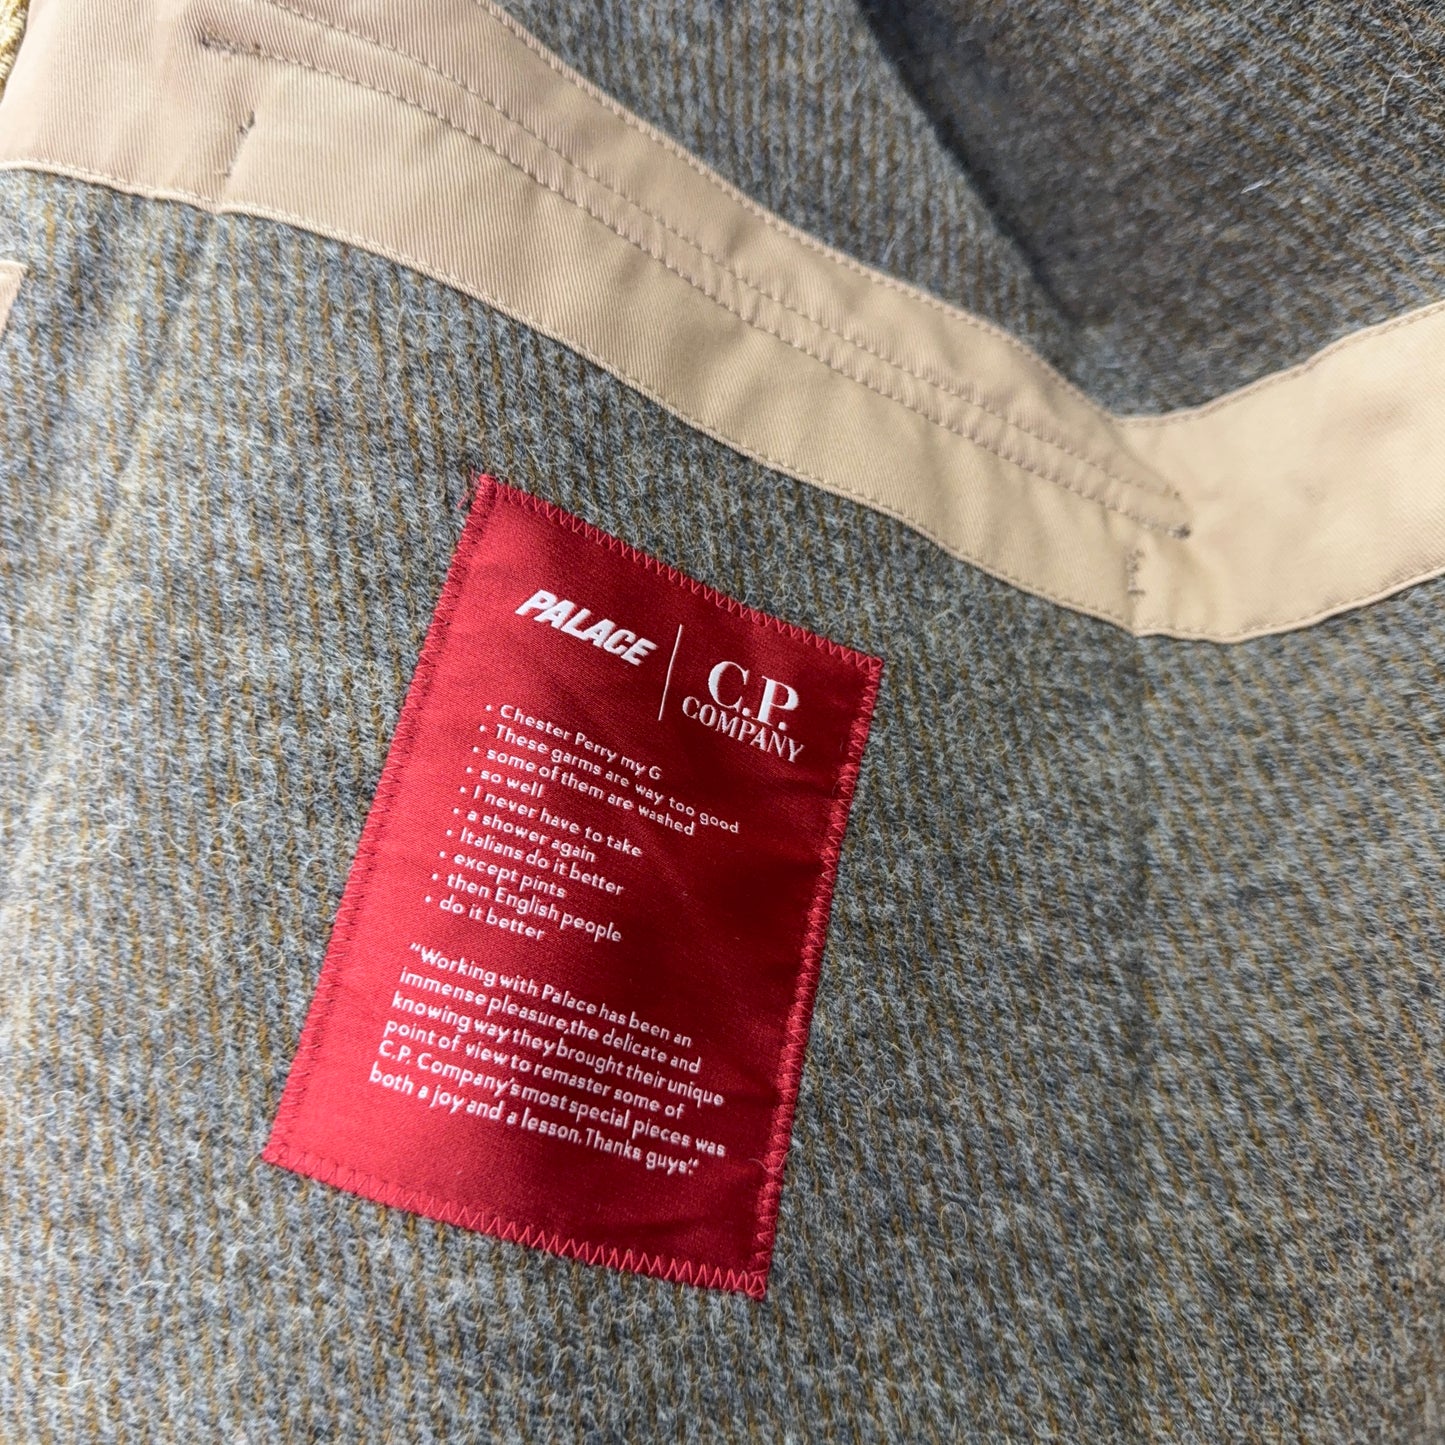 PALACE | C.P. COMPANY
• Chester Perry my G
• These garms are way too good
• some of them are washed
• so well
• I never have to take
• a shower again
• Italians do it better
• except pints
• then English people
• do it better
"Working with Palace has been an
immense pleasure, the delicate and
knowing way they brought their unique
point of view to remaster some of
C.P. Company's most special pieces was
both a joy and a lesson. Thanks guys."